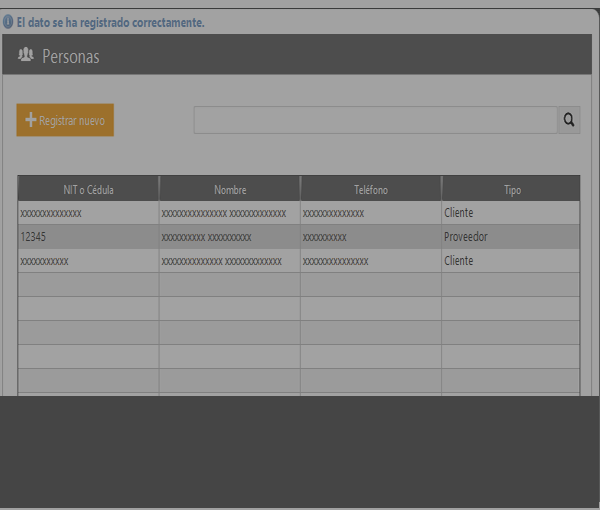 El dato se ha registrado correctamente.
Personas
Registrar nuevo
NIT o Cédula Nombre Teléfono Tipo
xxxxxxxxxxxxxx xxxxxxxxxxxxxxx xxxxxxxxxxxxx xxxxxxxxxxxxxx Cliente
12345 xxxxxxxxxx xxxxxxxxxx xxxxxxxxxx Proveedor
xxxxxxxxxxx xxxxxxxxxxxxxx xxxxxxxxxxxxx xxxxxxxxxxxxxxx Cliente